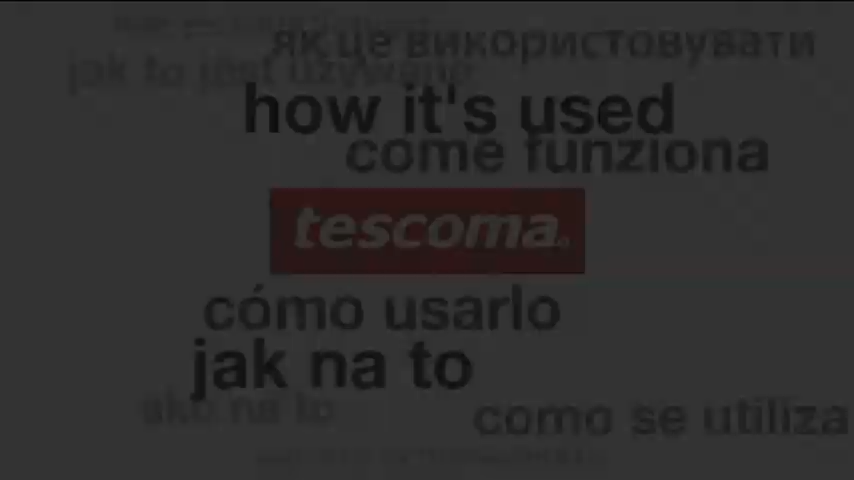 як це використовувати
jak to jest używane
how it's used
come funziona
tescoma
cómo usarlo
jak na to
ako na to
como se utiliza